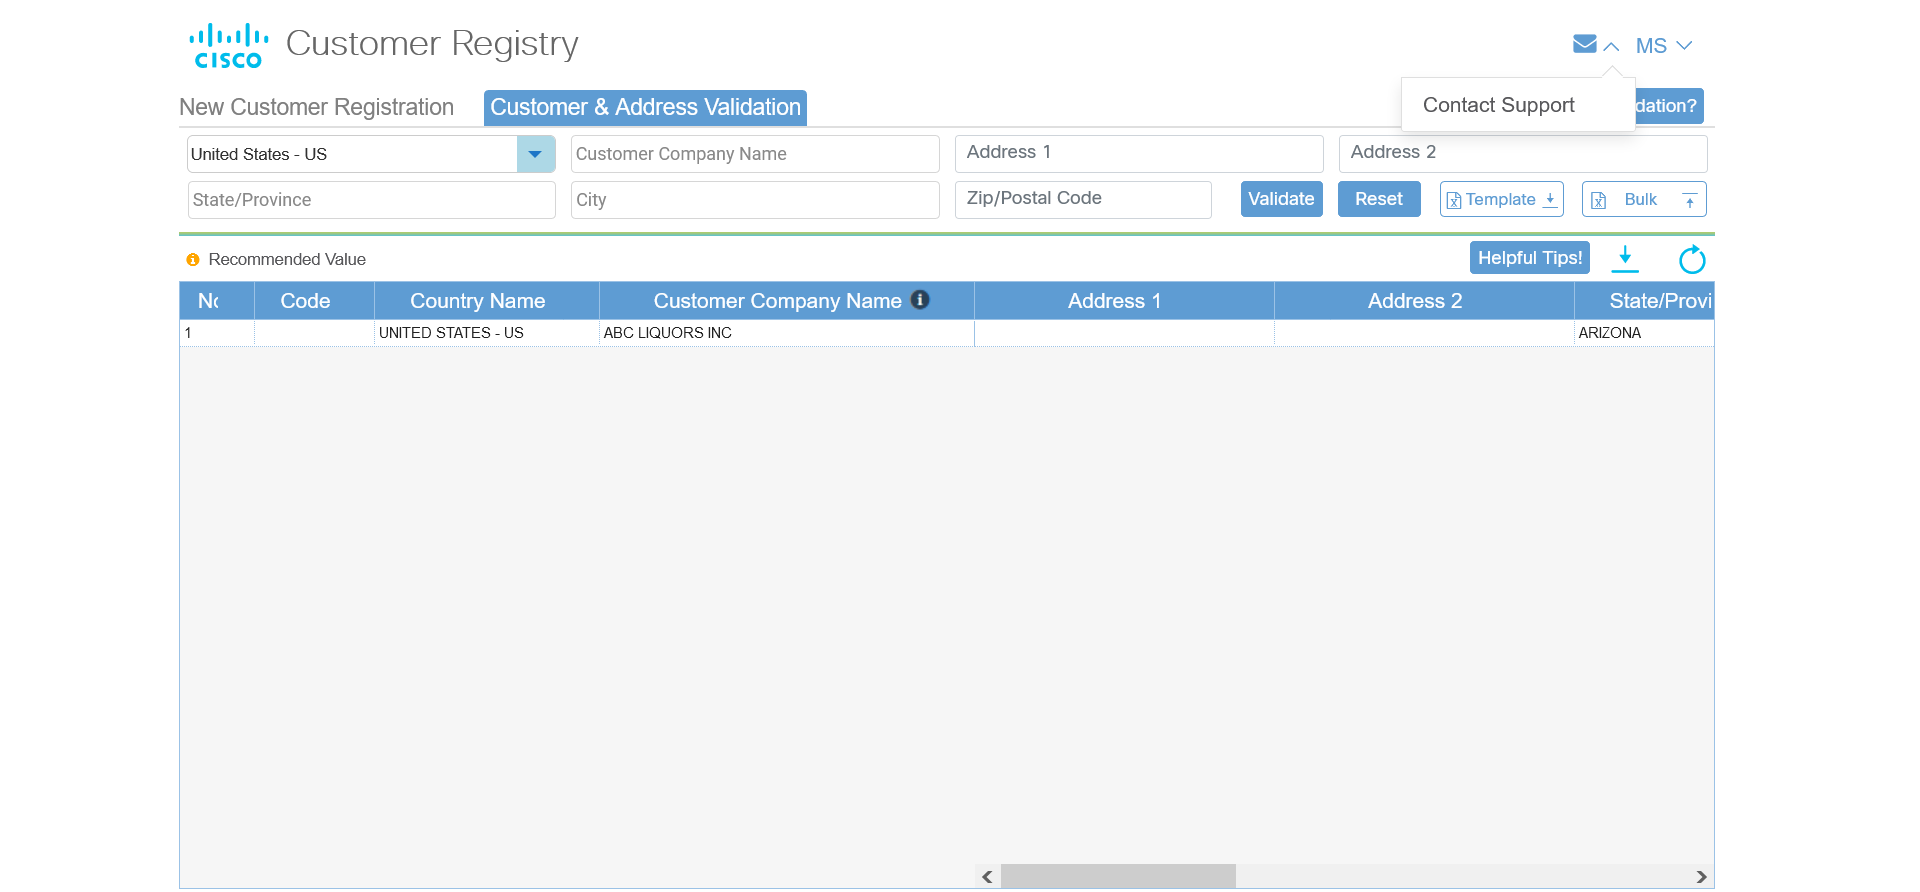 CISCO Customer Registry
MS
Contact Support
New Customer Registration Customer & Address Validation dation?
United States - US Customer Company Name Address 1 Address 2
State/Province City Zip/Postal Code Validate Reset Template Bulk
Recommended Value Helpful Tips!
No Code Country Name Customer Company Name Address 1 Address 2 State/Provi
1 UNITED STATES - US ABC LIQUORS INC ARIZONA